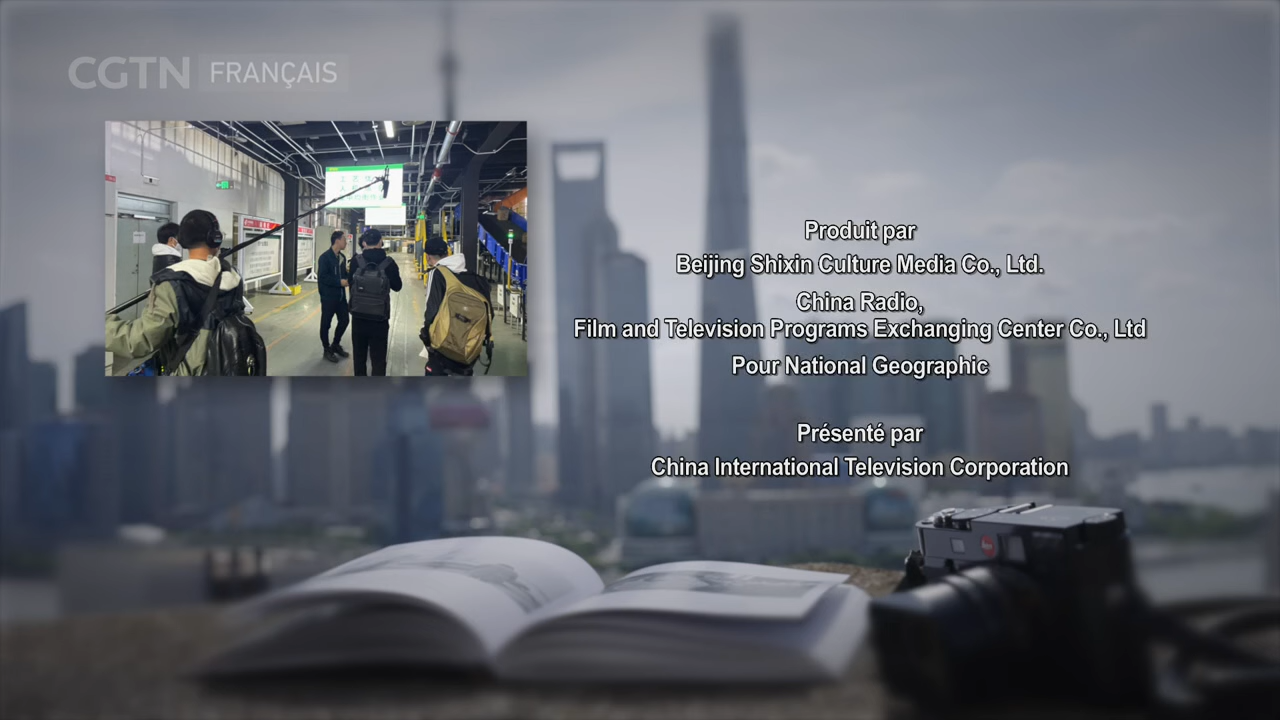 CGTN FRANÇAIS
Produit par
Beijing Shixin Culture Media Co., Ltd.
China Radio,
Film and Television Programs Exchanging Center Co., Ltd
Pour National Geographic
Présenté par
China International Television Corporation